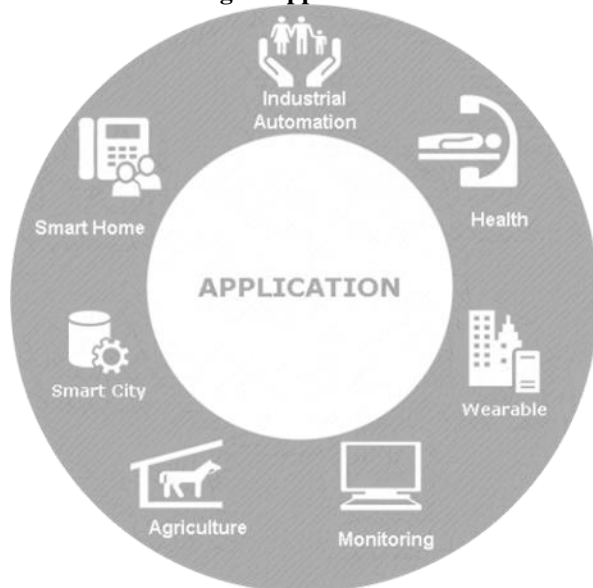 Industrial
Automation
Health
Smart Home
APPLICATION
Smart City
Wearable
Agriculture
Monitoring